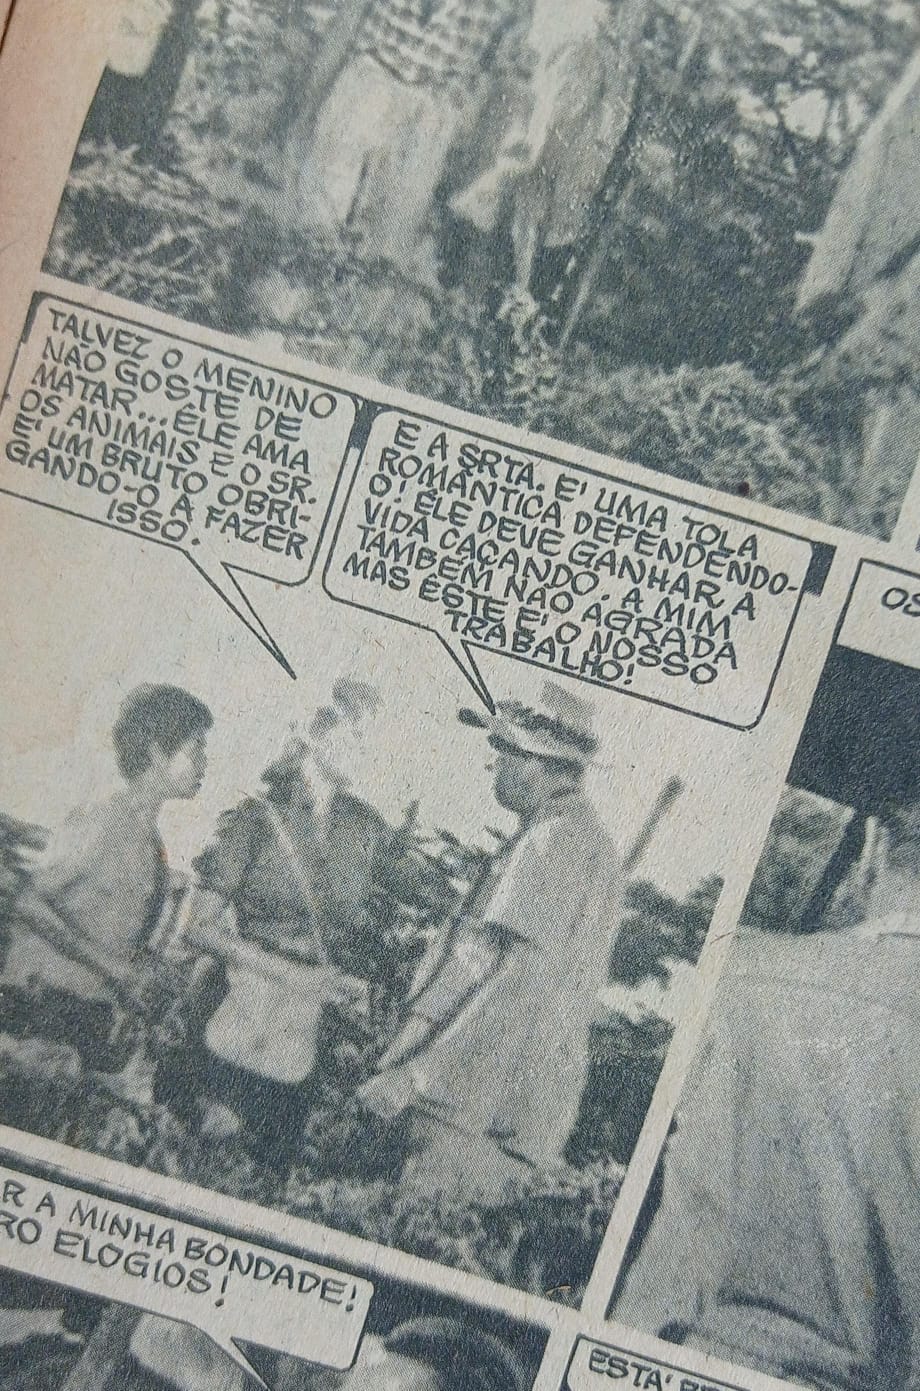 TALVEZ O MENINO
NÃO GOSTE DE
MATAR... ÊLE AMA
OS ANIMAIS E O SR.
E' UM BRUTO OBRI-
GANDO-O A FAZER
ISSO.
E A SRTA. E' UMA TOLA
ROMÂNTICA DEFENDENDO-
O! ÊLE DEVE GANHAR A
VIDA CAÇANDO. A MIM
TAMBÉM NÃO AGRADA
MAS ÊSTE E' O NOSSO
TRABALHO!
OS
R A MINHA BONDADE!
RO ELOGIOS!
ESTA'